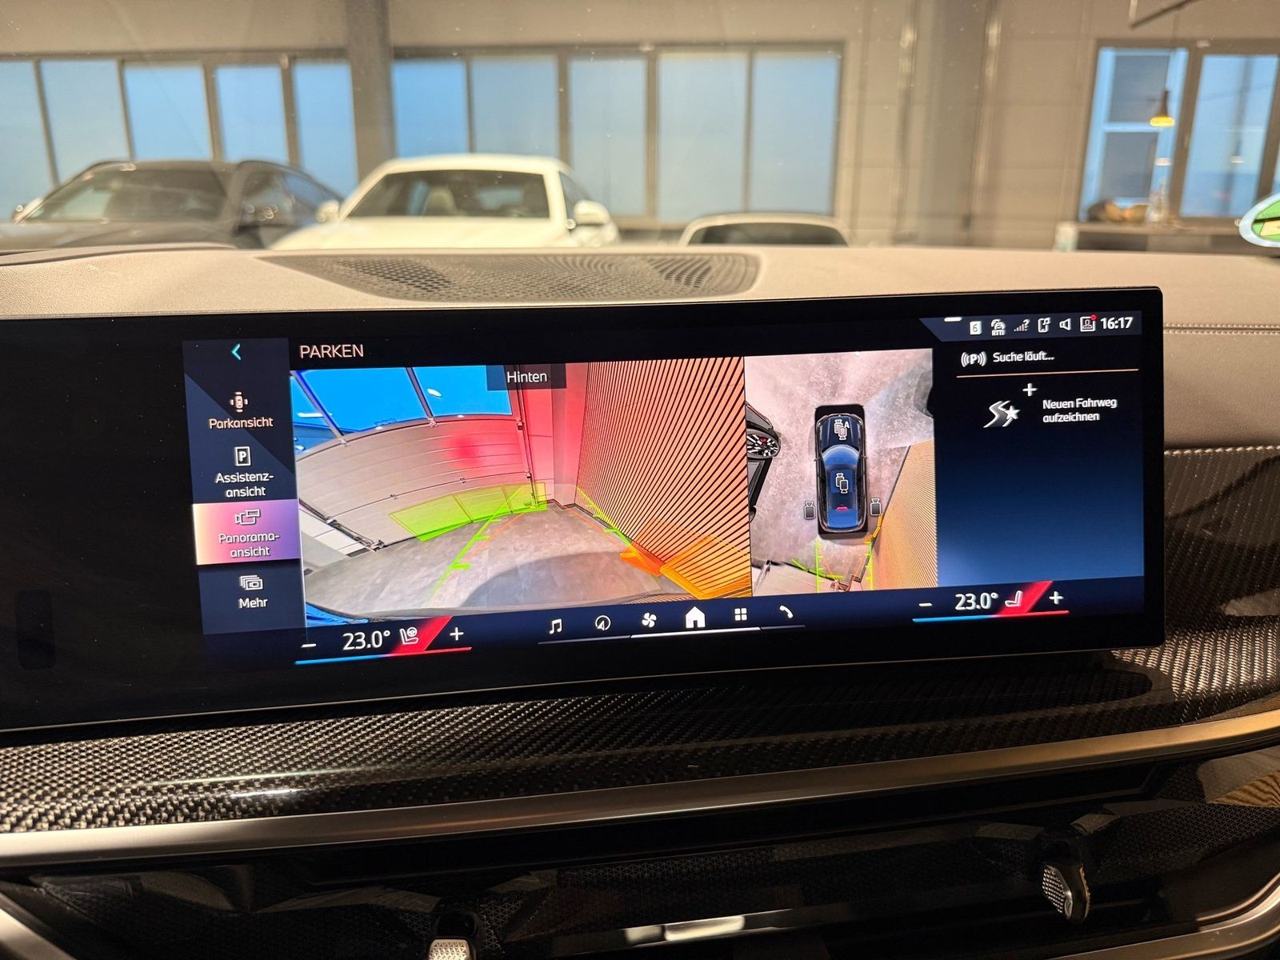 16:17
PARKEN
Hinten
Parkansicht
Assistenz-
ansicht
Panorama-
ansicht
Mehr
((P)) Suche läuft...
Neuen Fahrweg
aufzeichnen
− 23.0° +
− 23.0° +